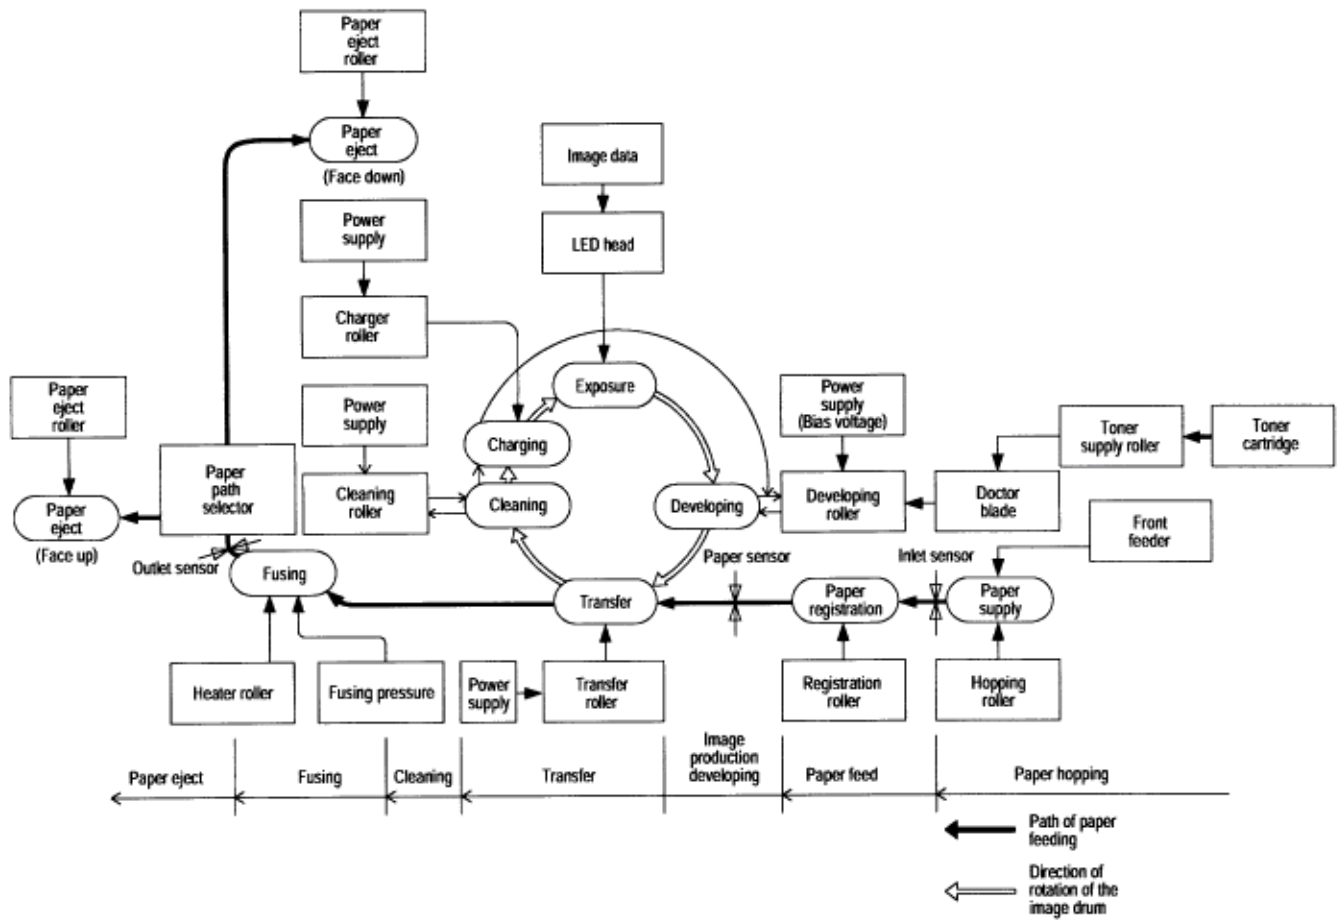 Paper
eject
roller
Paper
eject
(Face down)
Image data
Power
supply
LED head
Charger
roller
Exposure
Paper
eject
roller
Power
supply
Power
supply
(Bias voltage)
Toner
supply roller
Toner
cartridge
Charging
Paper
path
selector
Cleaning
roller
Cleaning
Developing
Developing
roller
Doctor
blade
Paper
eject
(Face up)
Front
feeder
Outlet sensor
Fusing
Paper sensor
Inlet sensor
Transfer
Paper
registration
Paper
supply
Heater roller
Fusing pressure
Power
supply
Transfer
roller
Registration
roller
Hopping
roller
Paper eject
Fusing
Cleaning
Transfer
Image
production
developing
Paper feed
Paper hopping
Path of paper
feeding
Direction of
rotation of the
image drum